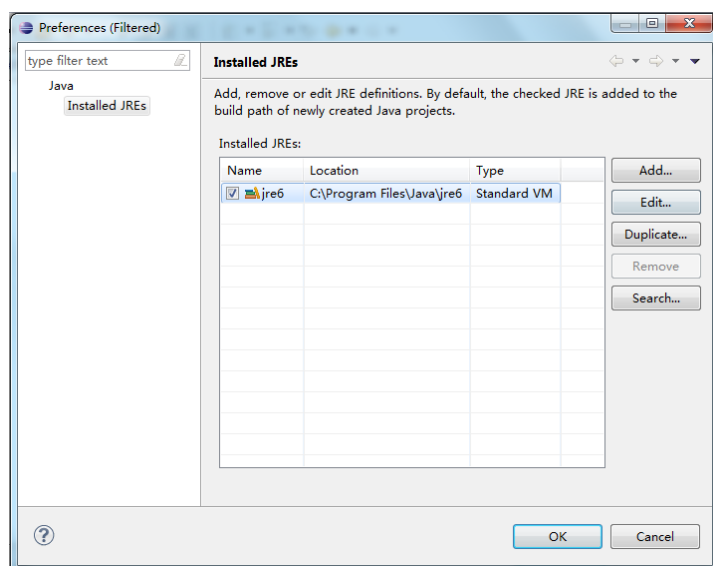 Preferences (Filtered)
type filter text
Java
Installed JREs
Installed JREs
Add, remove or edit JRE definitions. By default, the checked JRE is added to the
build path of newly created Java projects.
Installed JREs:
Name Location Type
jre6 C:\Program Files\Java\jre6 Standard VM
Add...
Edit...
Duplicate...
Remove
Search...
?
OK Cancel